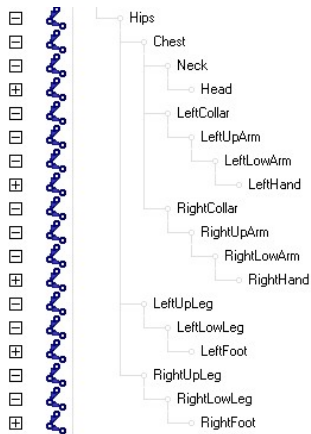 Hips
Chest
Neck
Head
LeftCollar
LeftUpArm
LeftLowArm
LeftHand
RightCollar
RightUpArm
RightLowArm
RightHand
LeftUpLeg
LeftLowLeg
LeftFoot
RightUpLeg
RightLowLeg
RightFoot